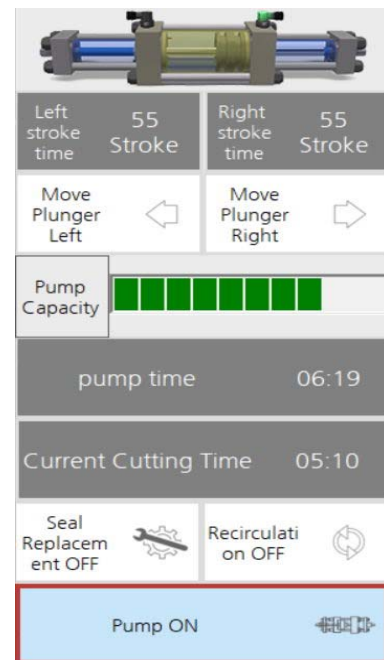 Left
stroke
time
55
Stroke
Right
stroke
time
55
Stroke
Move
Plunger
Left
Move
Plunger
Right
Pump
Capacity
pump time 06:19
Current Cutting Time 05:10
Seal
Replacem
ent OFF
Recirculati
on OFF
Pump ON